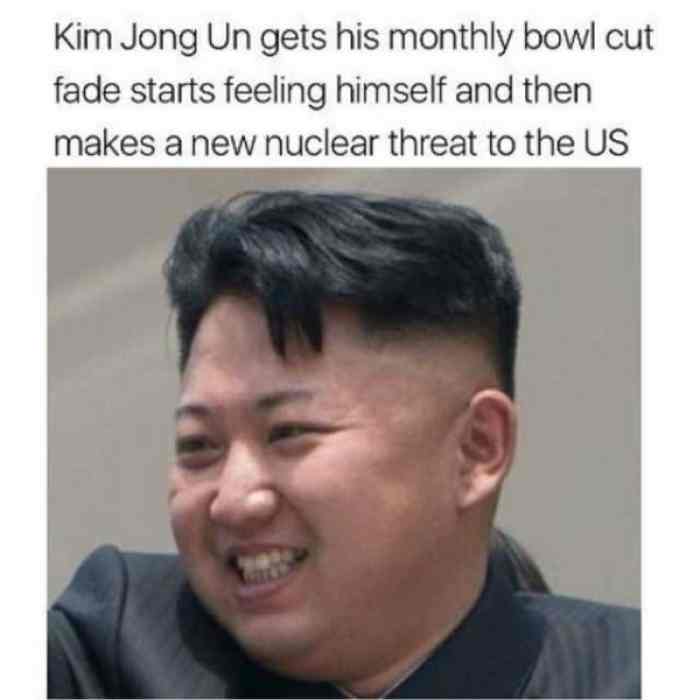 Kim Jong Un gets his monthly bowl cut
fade starts feeling himself and then
makes a new nuclear threat to the US